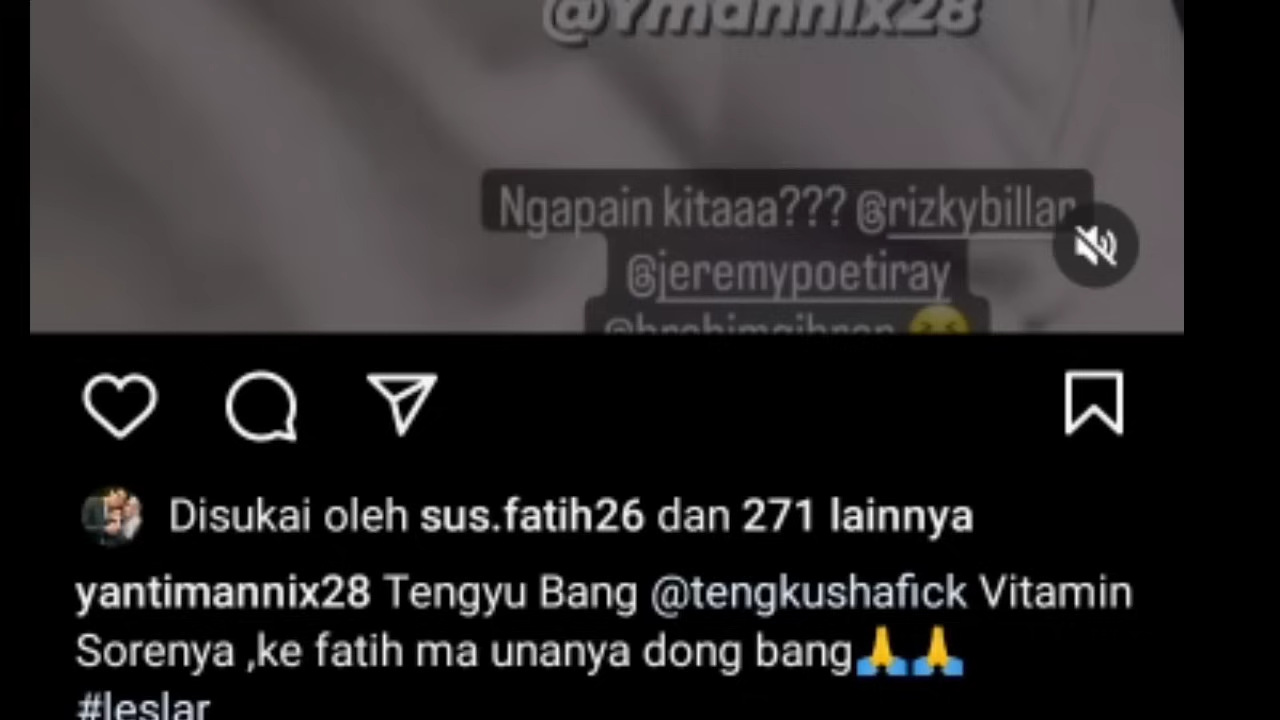 @Ymannix28
Ngapain kitaaa??? @rizkybillar
@jeremypoetiray
Disukai oleh sus.fatih26 dan 271 lainnya
yantimannix28 Tengyu Bang @tengkushafick Vitamin
Sorenya ,ke fatih ma unanya dong bang🙏🙏
#leslar